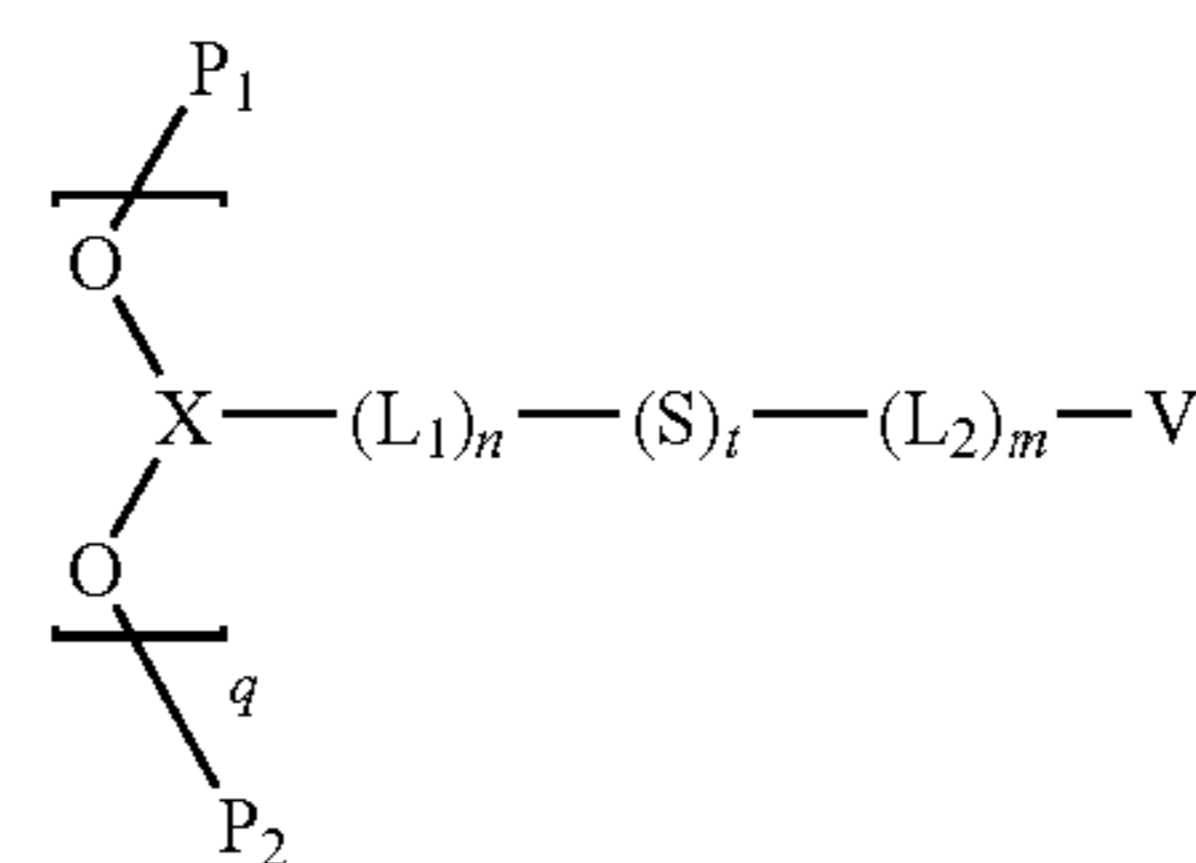 P₁
O
X—(L₁)ₙ—(S)ₜ—(L₂)ₘ—V
O
q
P₂